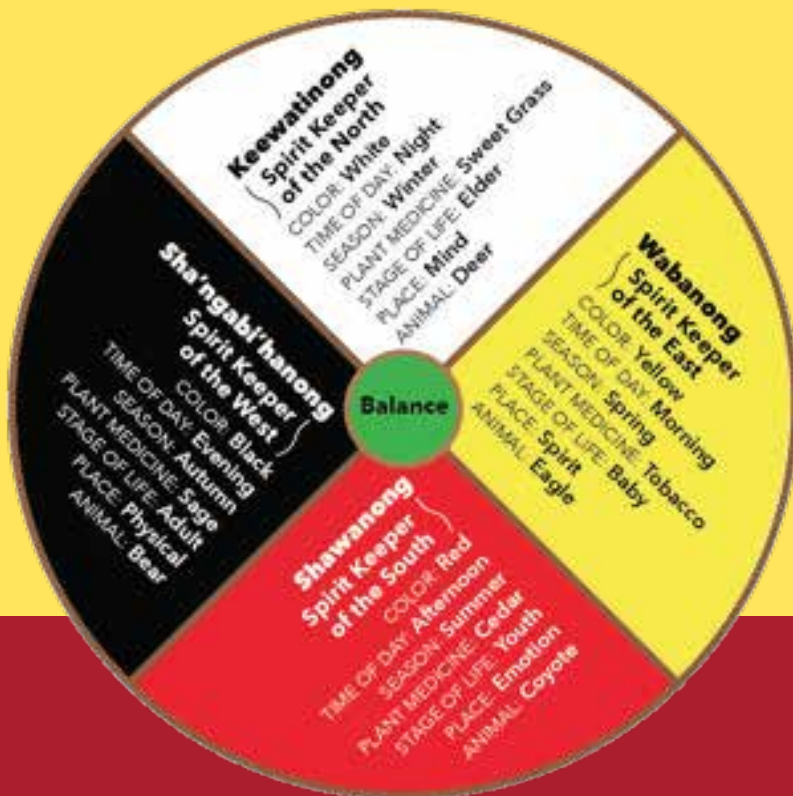 Keewatinong
Spirit Keeper
of the North
COLOR: White
TIME OF DAY: Night
SEASON: Winter
PLANT MEDICINE: Sweet Grass
STAGE OF LIFE: Elder
PLACE: Mind
ANIMAL: Deer
Wabanong
Spirit Keeper
of the East
COLOR: Yellow
TIME OF DAY: Morning
SEASON: Spring
PLANT MEDICINE: Tobacco
STAGE OF LIFE: Baby
PLACE: Spirit
ANIMAL: Eagle
Sha'ngabi'hanong
Spirit Keeper
of the West
COLOR: Black
TIME OF DAY: Evening
SEASON: Autumn
PLANT MEDICINE: Sage
STAGE OF LIFE: Adult
PLACE: Physical
ANIMAL: Bear
Balance
Shawanong
Spirit Keeper
of the South
COLOR: Red
TIME OF DAY: Afternoon
SEASON: Summer
PLANT MEDICINE: Cedar
STAGE OF LIFE: Youth
PLACE: Emotion
ANIMAL: Coyote